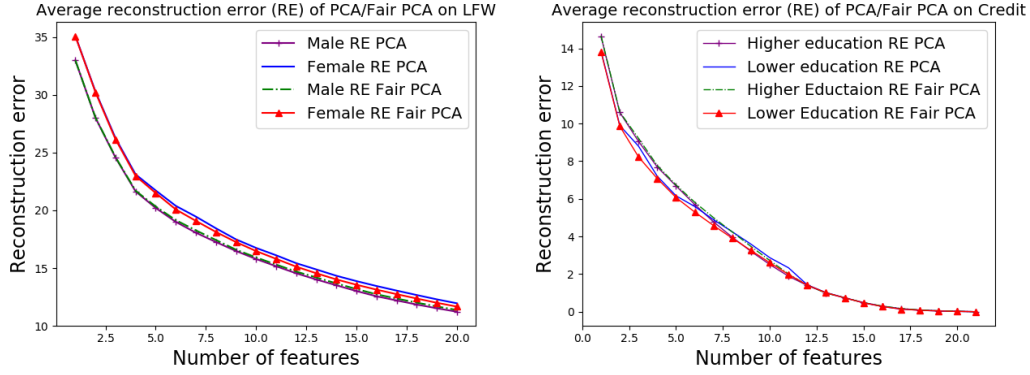 Average reconstruction error (RE) of PCA/Fair PCA on LFW
35
30
25
20
15
10
Reconstruction error
Male RE PCA
Female RE PCA
Male RE Fair PCA
Female RE Fair PCA
2.5 5.0 7.5 10.0 12.5 15.0 17.5 20.0
Number of features
Average reconstruction error (RE) of PCA/Fair PCA on Credit
14
12
10
8
6
4
2
0
Reconstruction error
Higher education RE PCA
Lower education RE PCA
Higher Eductaion RE Fair PCA
Lower Education RE Fair PCA
0.0 2.5 5.0 7.5 10.0 12.5 15.0 17.5 20.0
Number of features